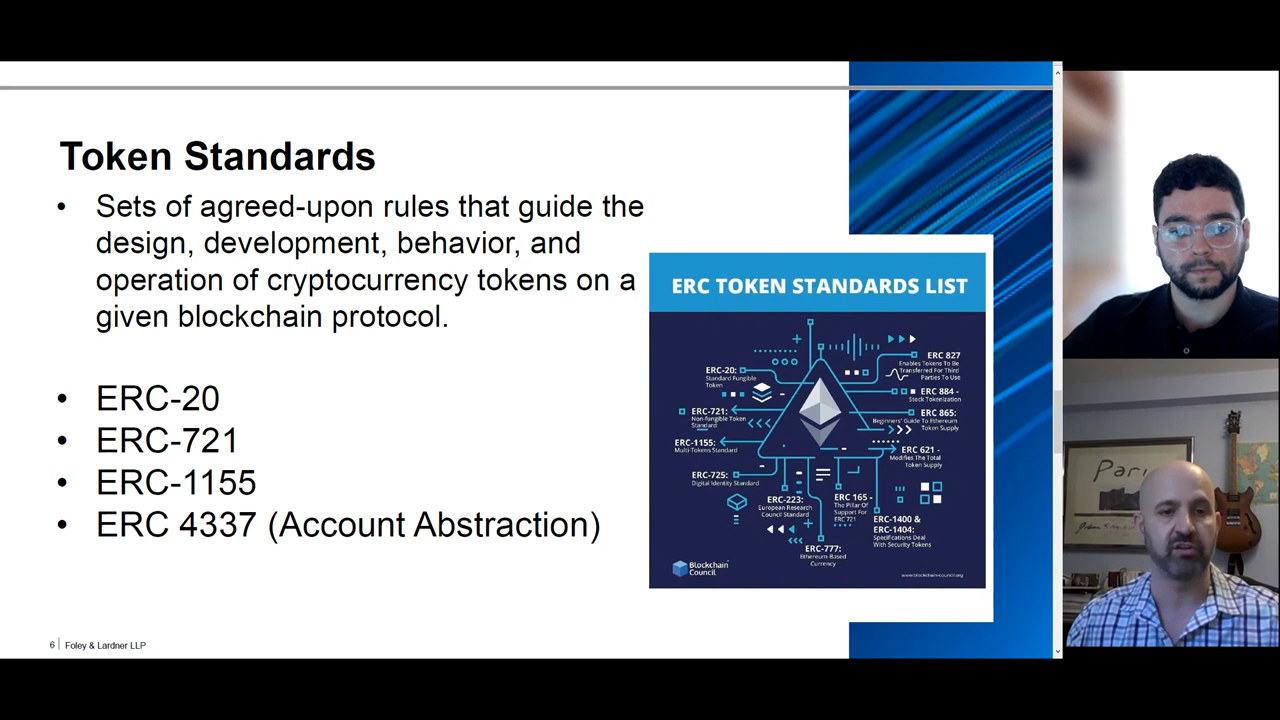 Token Standards
• Sets of agreed-upon rules that guide the
design, development, behavior, and
operation of cryptocurrency tokens on a
given blockchain protocol.
• ERC-20
• ERC-721
• ERC-1155
• ERC 4337 (Account Abstraction)
ERC TOKEN STANDARDS LIST
ERC-20:
Standard Fungible
Token
ERC-721:
Non-fungible Token
Standard
ERC-1155:
Multi-Tokens Standard
ERC-725:
Digital Identity Standard
ERC-223:
European Research
Council Standard
ERC-777:
Ethereum-Based
Currency
ERC 165 -
The Pillar Of
Support For
ERC 721
ERC-1400 &
ERC-1404:
Specifications Deal
With Security Tokens
ERC 621 -
Modifies The Total
Token Supply
ERC 865:
Beginners' Guide To Ethereum
Token Supply
ERC 884 -
Stock Tokenization
ERC 827
Enables Tokens To Be
Transferred For Third
Parties To Use
Blockchain
Council
www.blockchain-council.org
6 | Foley & Lardner LLP
Pari